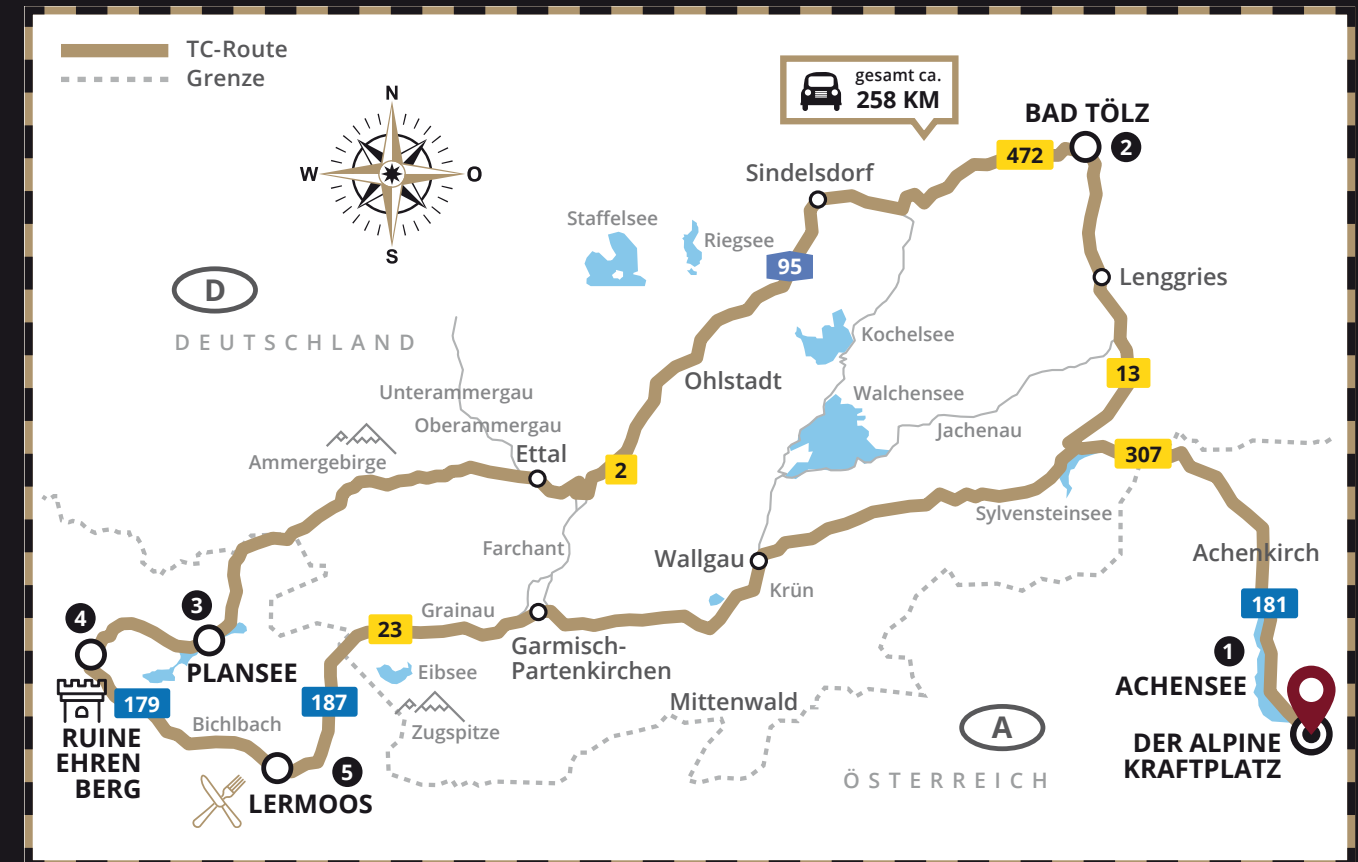 TC-Route
Grenze
N
W
O
S
gesamt ca.
258 KM
BAD TÖLZ
2
472
Sindelsdorf
Staffelsee
Riegsee
95
Lenggries
D
DEUTSCHLAND
Kochelsee
Ohlstadt
13
Walchensee
Unterammergau
Oberammergau
Jachenau
Ettal
Ammergebirge
2
307
Sylvensteinsee
Farchant
Wallgau
Achenkirch
Krün
181
Grainau
23
Garmisch-
Partenkirchen
3
4
PLANSEE
Eibsee
1
ACHENSEE
179
187
Mittenwald
Bichlbach
Zugspitze
A
RUINE
EHREN
BERG
DER ALPINE
KRAFTPLATZ
5
LERMOOS
ÖSTERREICH